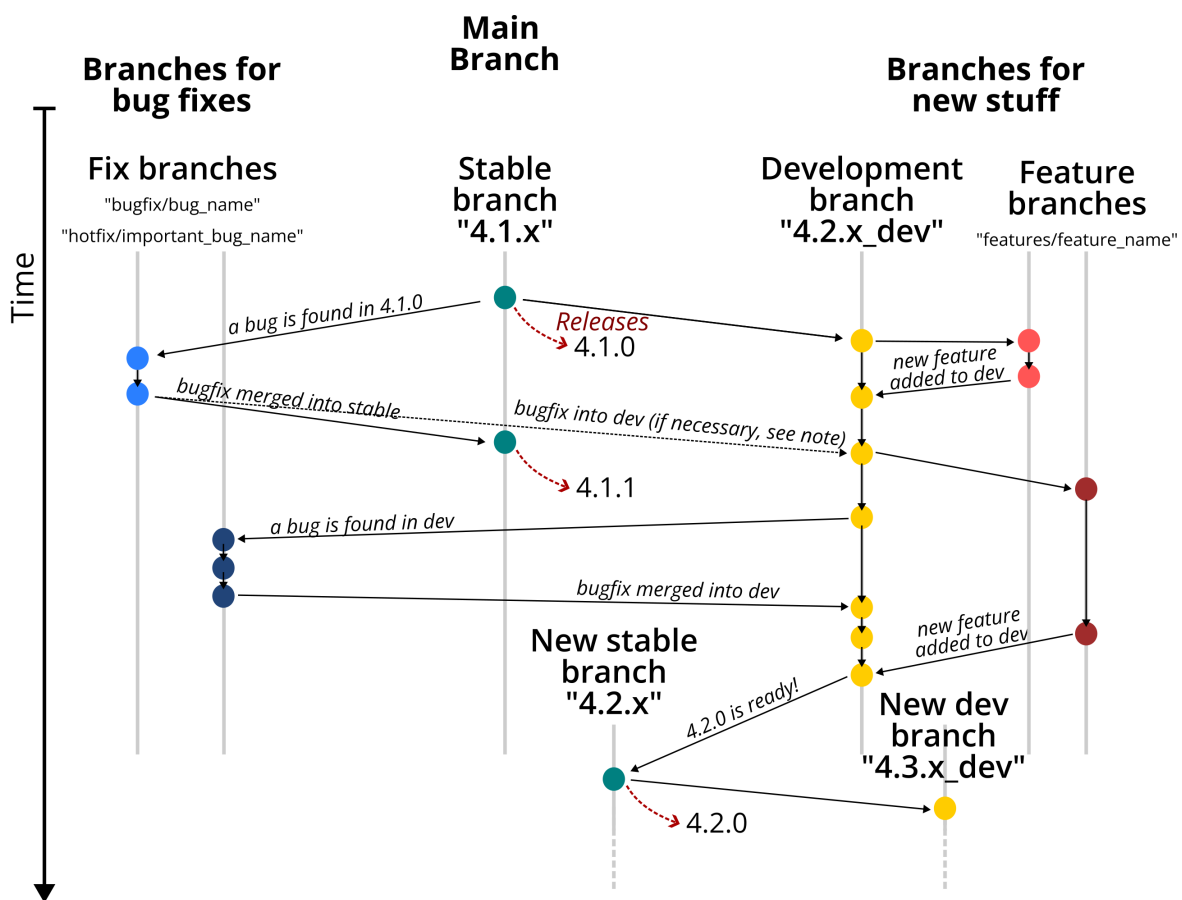 Main
Branch
Branches for
bug fixes
Branches for
new stuff
Fix branches
"bugfix/bug_name"
"hotfix/important_bug_name"
Stable
branch
"4.1.x"
Development
branch
"4.2.x_dev"
Feature
branches
"features/feature_name"
Time
a bug is found in 4.1.0
Releases
4.1.0
new feature
added to dev
bugfix merged into stable
bugfix into dev (if necessary, see note)
4.1.1
a bug is found in dev
bugfix merged into dev
new feature
added to dev
New stable
branch
"4.2.x"
4.2.0 is ready!
New dev
branch
"4.3.x_dev"
4.2.0